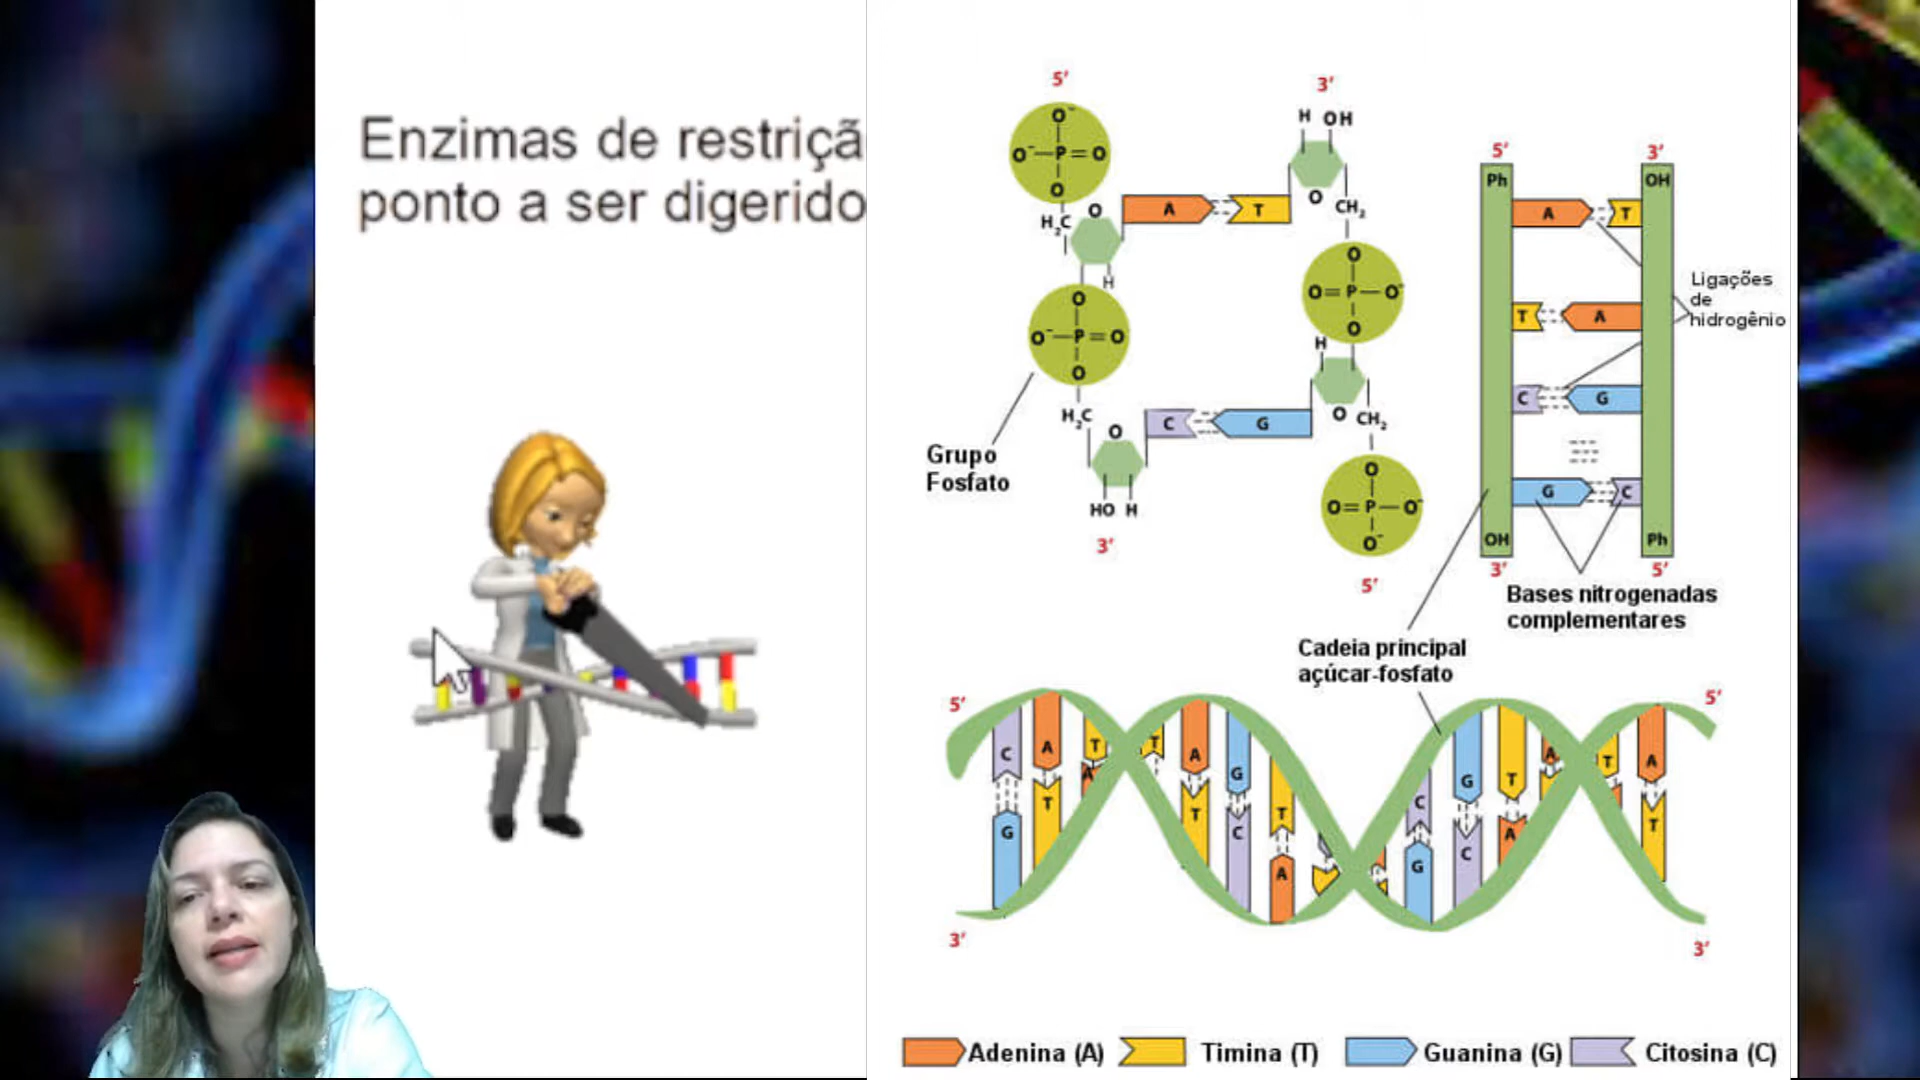 Enzimas de restriçã
ponto a ser digerido
5’
O⁻
O⁻—P=O
O
H₂C
O
H
O
O⁻—P=O
O
H₂C
O
HO H
3’
Grupo
Fosfato
A
T
C
G
3’
H OH
O
CH₂
O
O=P—O⁻
O
H
O
CH₂
O
O=P—O⁻
O⁻
5’
5’
3’
Ph
OH
A
T
T
A
C
G
G
C
OH
Ph
3’
5’
Ligações
de
hidrogênio
Bases nitrogenadas
complementares
Cadeia principal
açúcar-fosfato
5’
5’
C
A
T
T
A
G
T
C
G
T
A
T
A
G
T
A
T
C
A
G
C
A
T
3’
3’
Adenina (A)
Timina (T)
Guanina (G)
Citosina (C)